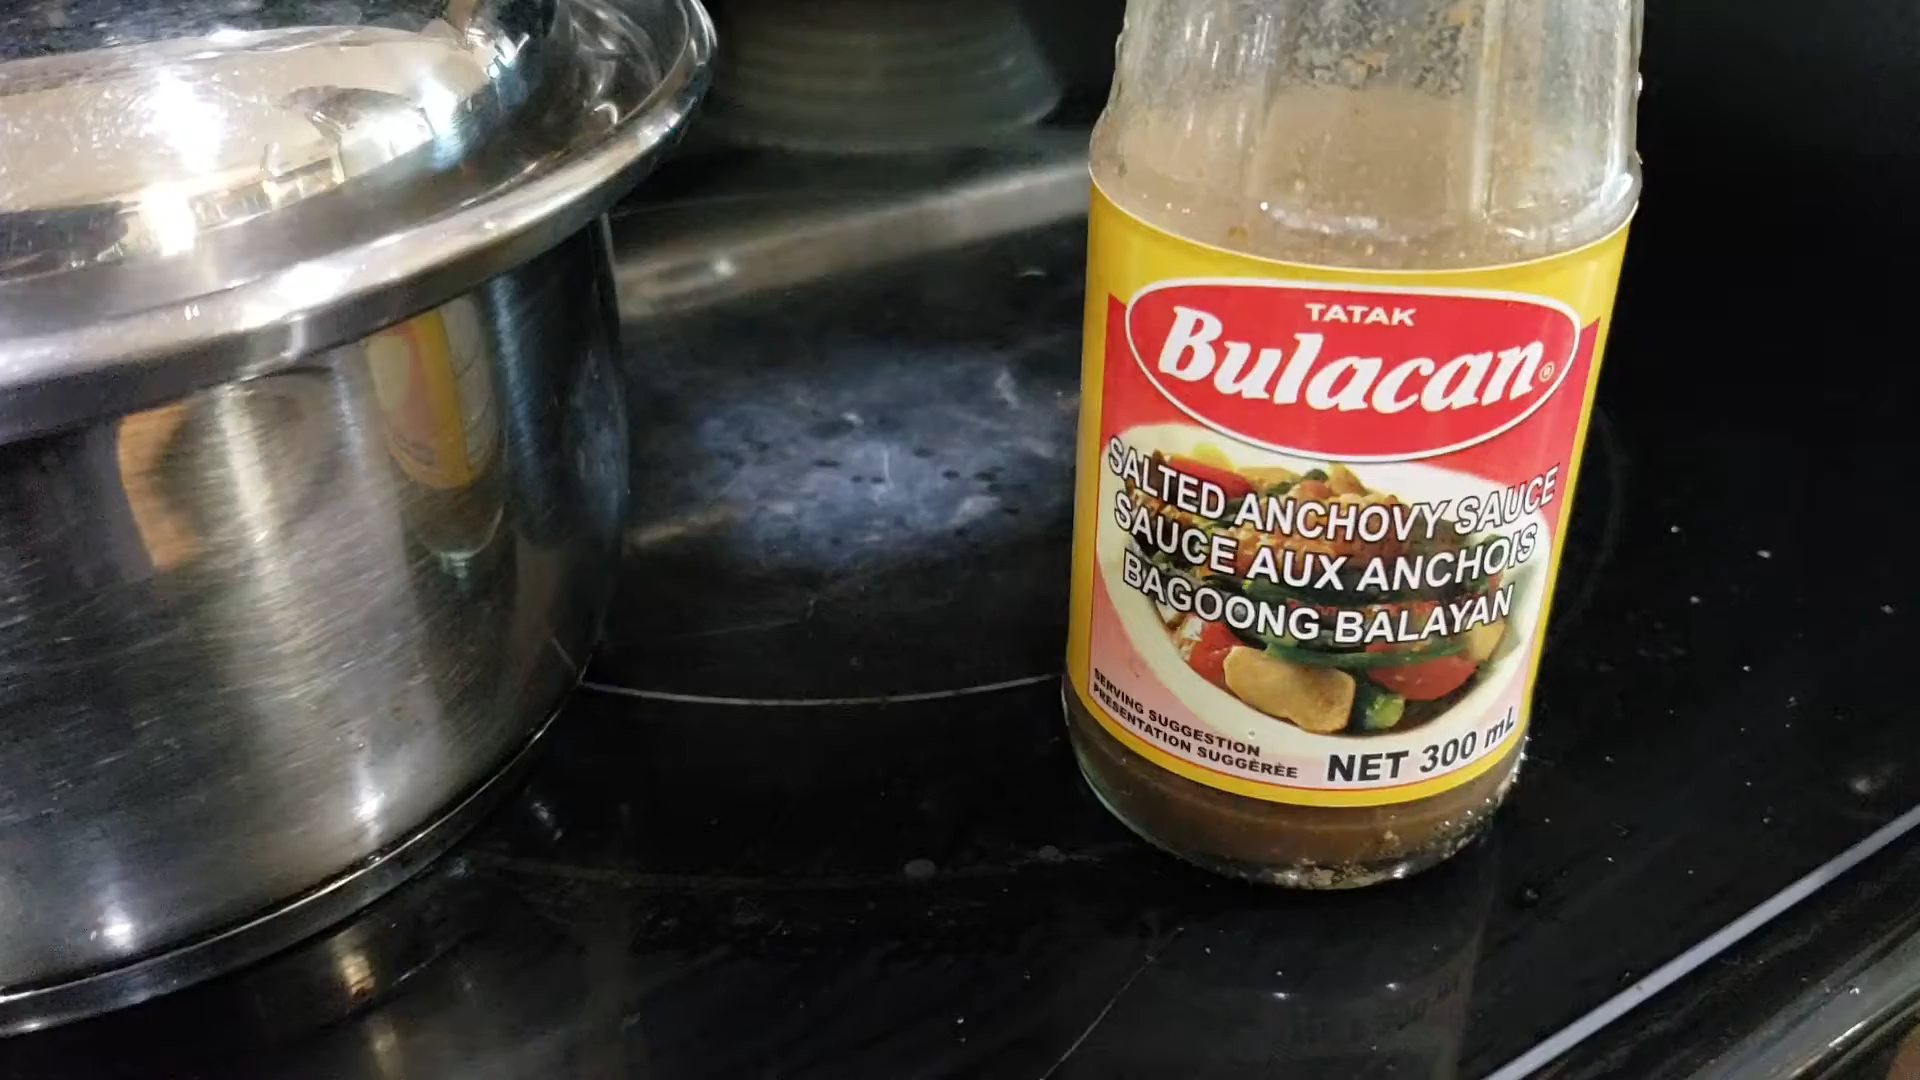 TATAK
Bulacan®
SALTED ANCHOVY SAUCE
SAUCE AUX ANCHOIS
BAGOONG BALAYAN
SERVING SUGGESTION
PRESENTATION SUGGÉRÉE
NET 300 mL